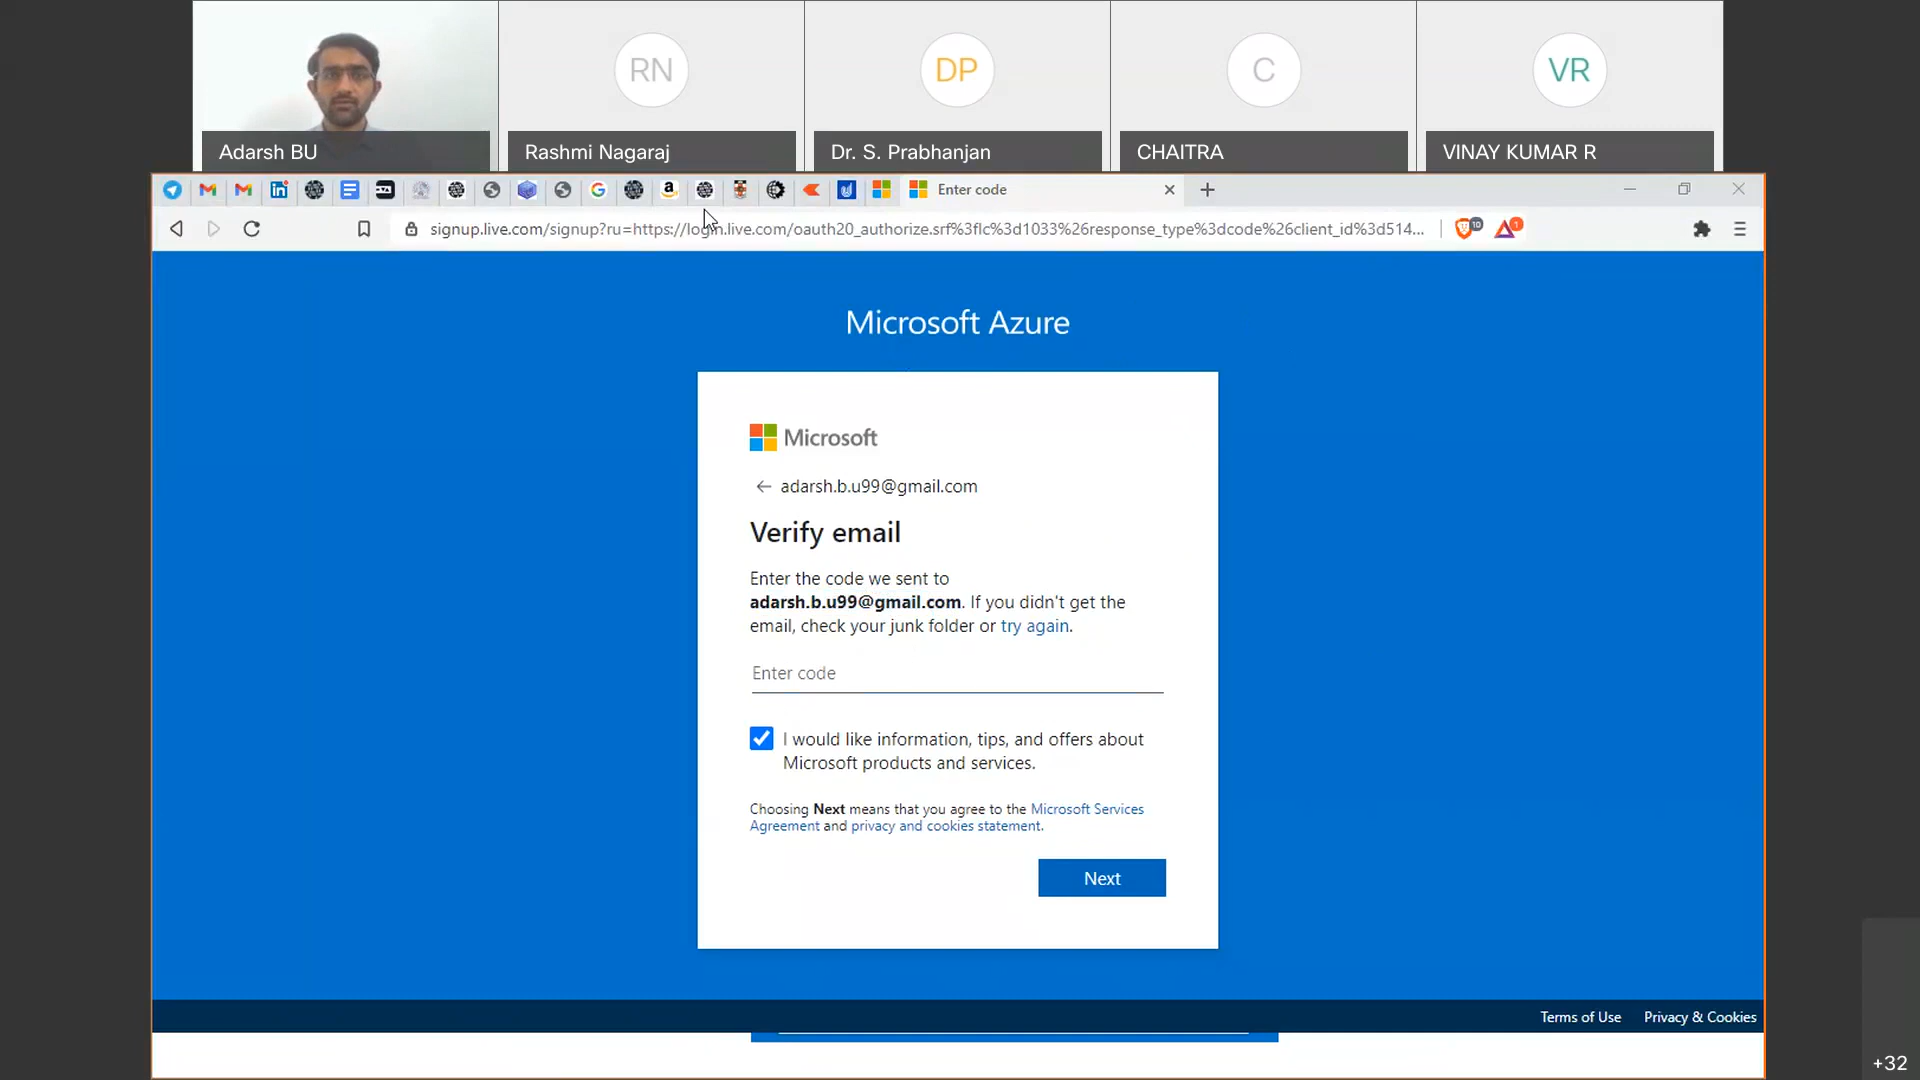 RN
DP
C
VR
Adarsh BU
Rashmi Nagaraj
Dr. S. Prabhanjan
CHAITRA
VINAY KUMAR R
Enter code
signup.live.com/signup?ru=https://login.live.com/oauth20_authorize.srf%3flc%3d1033%26response_type%3dcode%26client_id%3d514...
10
1
Microsoft Azure
Microsoft
adarsh.b.u99@gmail.com
Verify email
Enter the code we sent to
adarsh.b.u99@gmail.com. If you didn't get the
email, check your junk folder or try again.
Enter code
I would like information, tips, and offers about
Microsoft products and services.
Choosing Next means that you agree to the Microsoft Services
Agreement and privacy and cookies statement.
Next
Terms of Use
Privacy & Cookies
+32